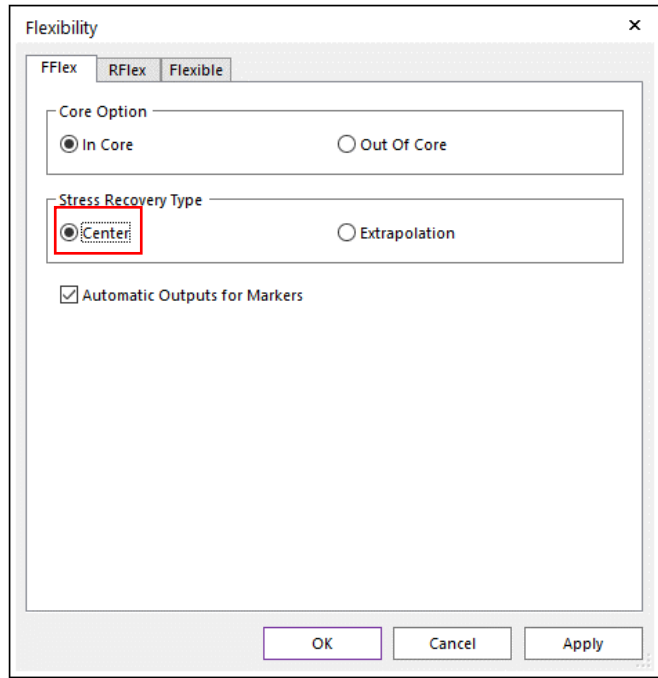 Flexibility
FFlex RFlex Flexible
Core Option
In Core Out Of Core
Stress Recovery Type
Center Extrapolation
Automatic Outputs for Markers
OK Cancel Apply